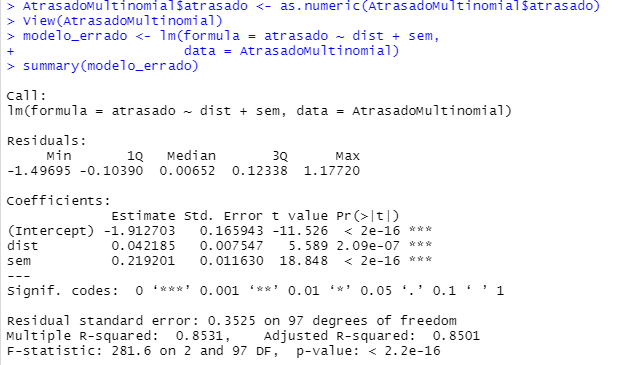 > AtrasadoMultinomial$atrasado <- as.numeric(AtrasadoMultinomial$atrasado)
> View(AtrasadoMultinomial)
> modelo_errado <- lm(formula = atrasado ~ dist + sem,
+                     data = AtrasadoMultinomial)
> summary(modelo_errado)

Call:
lm(formula = atrasado ~ dist + sem, data = AtrasadoMultinomial)

Residuals:
     Min       1Q   Median       3Q      Max
-1.49695 -0.10390  0.00652  0.12338  1.17720

Coefficients:
             Estimate Std. Error t value Pr(>|t|)
(Intercept) -1.912703   0.165943 -11.526  < 2e-16 ***
dist         0.042185   0.007547   5.589 2.09e-07 ***
sem          0.219201   0.011630  18.848  < 2e-16 ***
---
Signif. codes:  0 ‘***’ 0.001 ‘**’ 0.01 ‘*’ 0.05 ‘.’ 0.1 ‘ ’ 1

Residual standard error: 0.3525 on 97 degrees of freedom
Multiple R-squared:  0.8531,    Adjusted R-squared:  0.8501
F-statistic: 281.6 on 2 and 97 DF,  p-value: < 2.2e-16